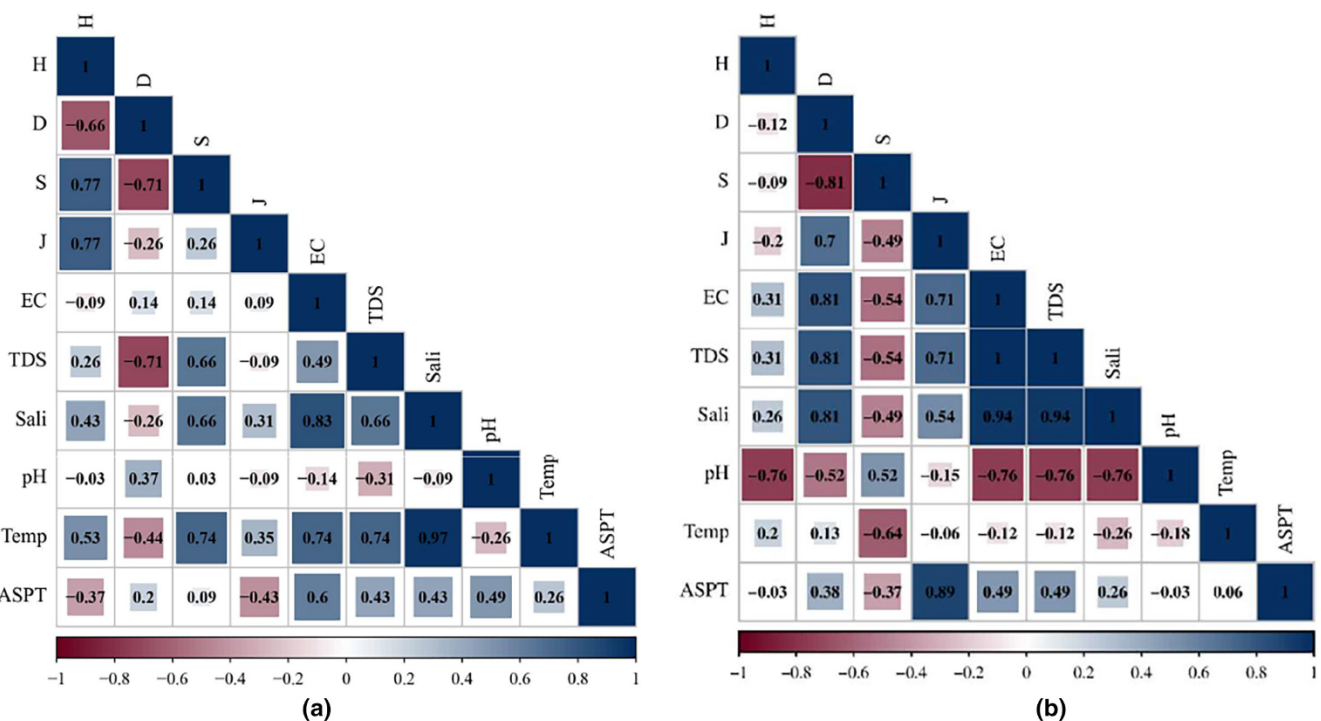 H
H 1
D
D −0.66 1
S
S 0.77 −0.71 1
J
J 0.77 −0.26 0.26 1
EC
EC −0.09 0.14 0.14 0.09 1
TDS
TDS 0.26 −0.71 0.66 −0.09 0.49 1
Sali
Sali 0.43 −0.26 0.66 0.31 0.83 0.66 1
pH
pH −0.03 0.37 0.03 −0.09 −0.14 −0.31 −0.09 1
Temp
Temp 0.53 −0.44 0.74 0.35 0.74 0.74 0.97 −0.26 1
ASPT
ASPT −0.37 0.2 0.09 −0.43 0.6 0.43 0.43 0.49 0.26 1
−1 −0.8 −0.6 −0.4 −0.2 0 0.2 0.4 0.6 0.8 1
(a)
H
H 1
D
D −0.12 1
S
S −0.09 −0.81 1
J
J −0.2 0.7 −0.49 1
EC
EC 0.31 0.81 −0.54 0.71 1
TDS
TDS 0.31 0.81 −0.54 0.71 1 1
Sali
Sali 0.26 0.81 −0.49 0.54 0.94 0.94 1
pH
pH −0.76 −0.52 0.52 −0.15 −0.76 −0.76 −0.76 1
Temp
Temp 0.2 0.13 −0.64 −0.06 −0.12 −0.12 −0.26 −0.18 1
ASPT
ASPT −0.03 0.38 −0.37 0.89 0.49 0.49 0.26 −0.03 0.06 1
−1 −0.8 −0.6 −0.4 −0.2 0 0.2 0.4 0.6 0.8 1
(b)